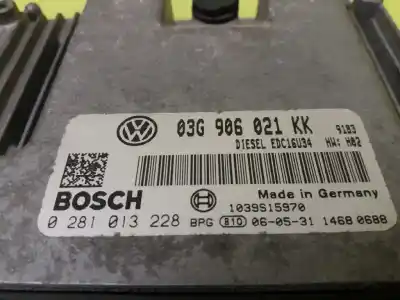 03G 906 021 KK 9183
DIESEL EDC16U34 HW: H02
BOSCH
Made in Germany
1039S15970
0 281 013 228 BPG 810 06-05-31 1468 0688